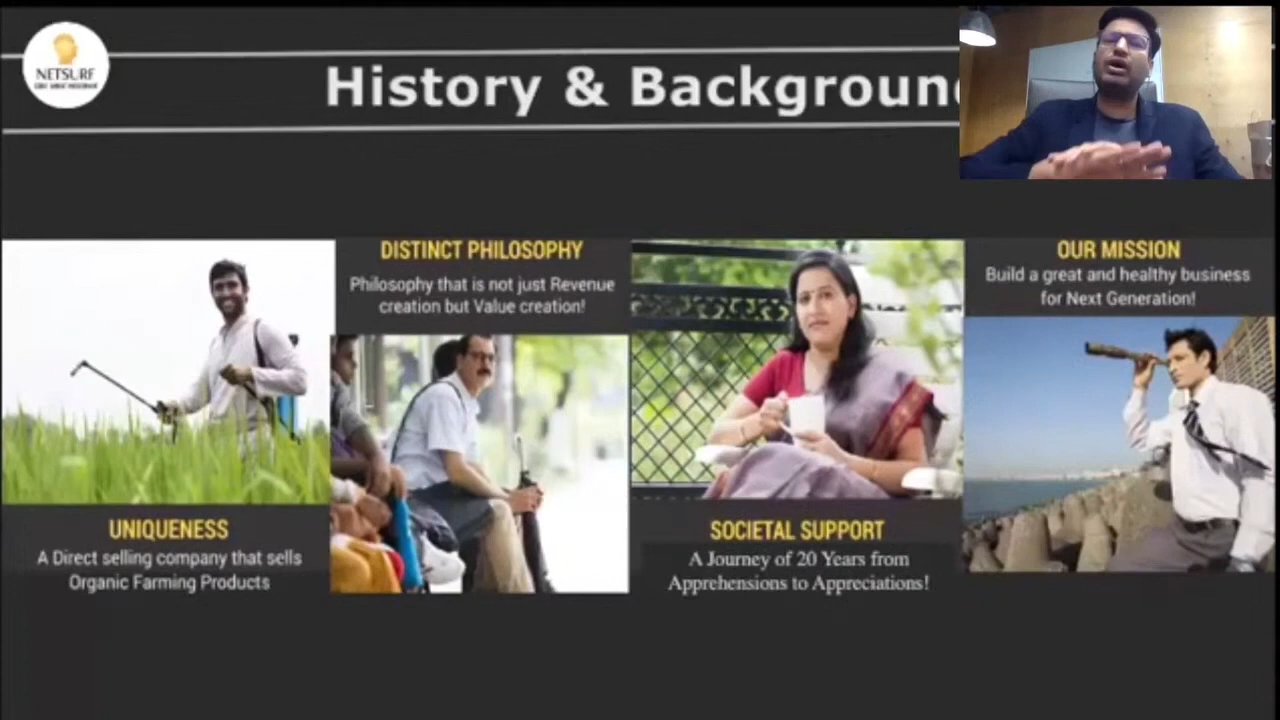 NETSURF
History & Backgroun
DISTINCT PHILOSOPHY
Philosophy that is not just Revenue
creation but Value creation!
OUR MISSION
Build a great and healthy business
for Next Generation!
UNIQUENESS
A Direct selling company that sells
Organic Farming Products
SOCIETAL SUPPORT
A Journey of 20 Years from
Apprehensions to Appreciations!